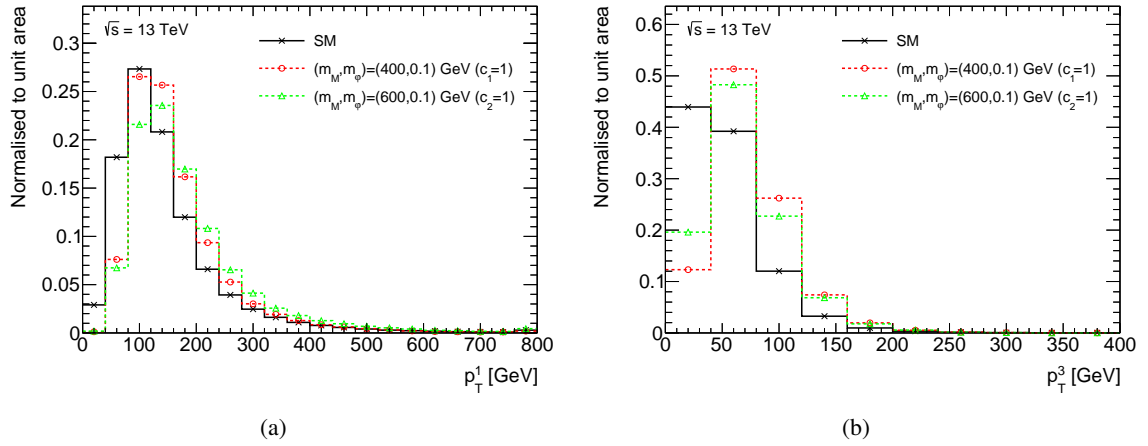 Normalised to unit area
√s = 13 TeV
SM
(m_M,m_φ)=(400,0.1) GeV (c_1=1)
(m_M,m_φ)=(600,0.1) GeV (c_2=1)
0.3
0.25
0.2
0.15
0.1
0.05
0
0 100 200 300 400 500 600 700 800
p_T^1 [GeV]
(a)
Normalised to unit area
√s = 13 TeV
SM
(m_M,m_φ)=(400,0.1) GeV (c_1=1)
(m_M,m_φ)=(600,0.1) GeV (c_2=1)
0.6
0.5
0.4
0.3
0.2
0.1
0
0 50 100 150 200 250 300 350 400
p_T^3 [GeV]
(b)